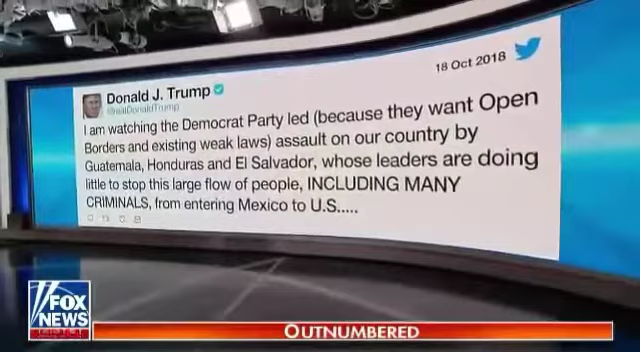 18 Oct 2018
Donald J. Trump
@realDonaldTrump
I am watching the Democrat Party led (because they want Open
Borders and existing weak laws) assault on our country by
Guatemala, Honduras and El Salvador, whose leaders are doing
little to stop this large flow of people, INCLUDING MANY
CRIMINALS, from entering Mexico to U.S.....
FOX
NEWS
OUTNUMBERED